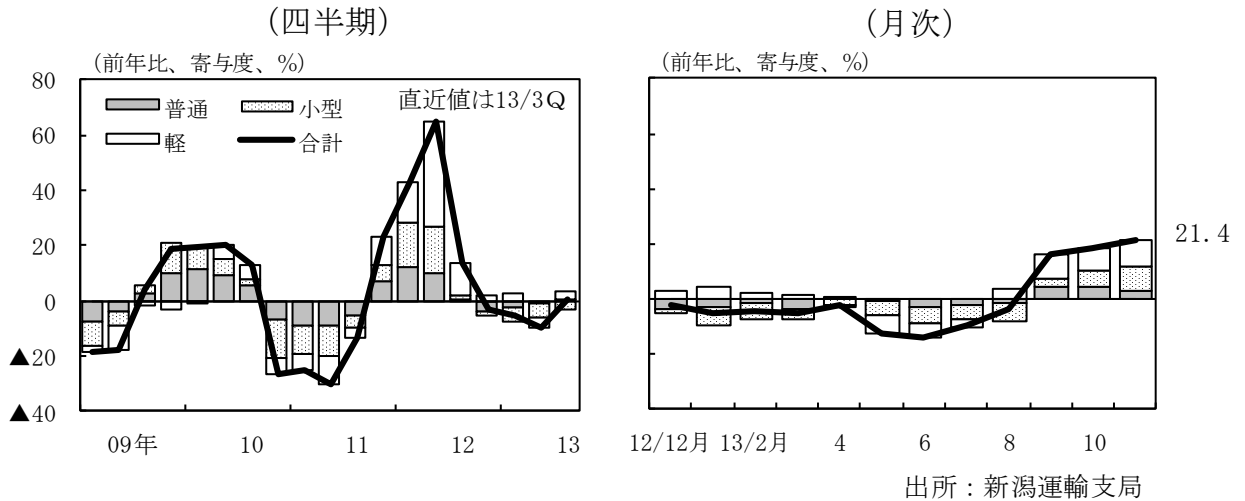 (四半期)
(前年比、寄与度、%)
80
60
40
20
0
▲20
▲40
普通
小型
軽
合計
直近値は13/3Q
09年 10 11 12 13
(月次)
(前年比、寄与度、%)
21.4
12/12月 13/2月 4 6 8 10
出所：新潟運輸支局